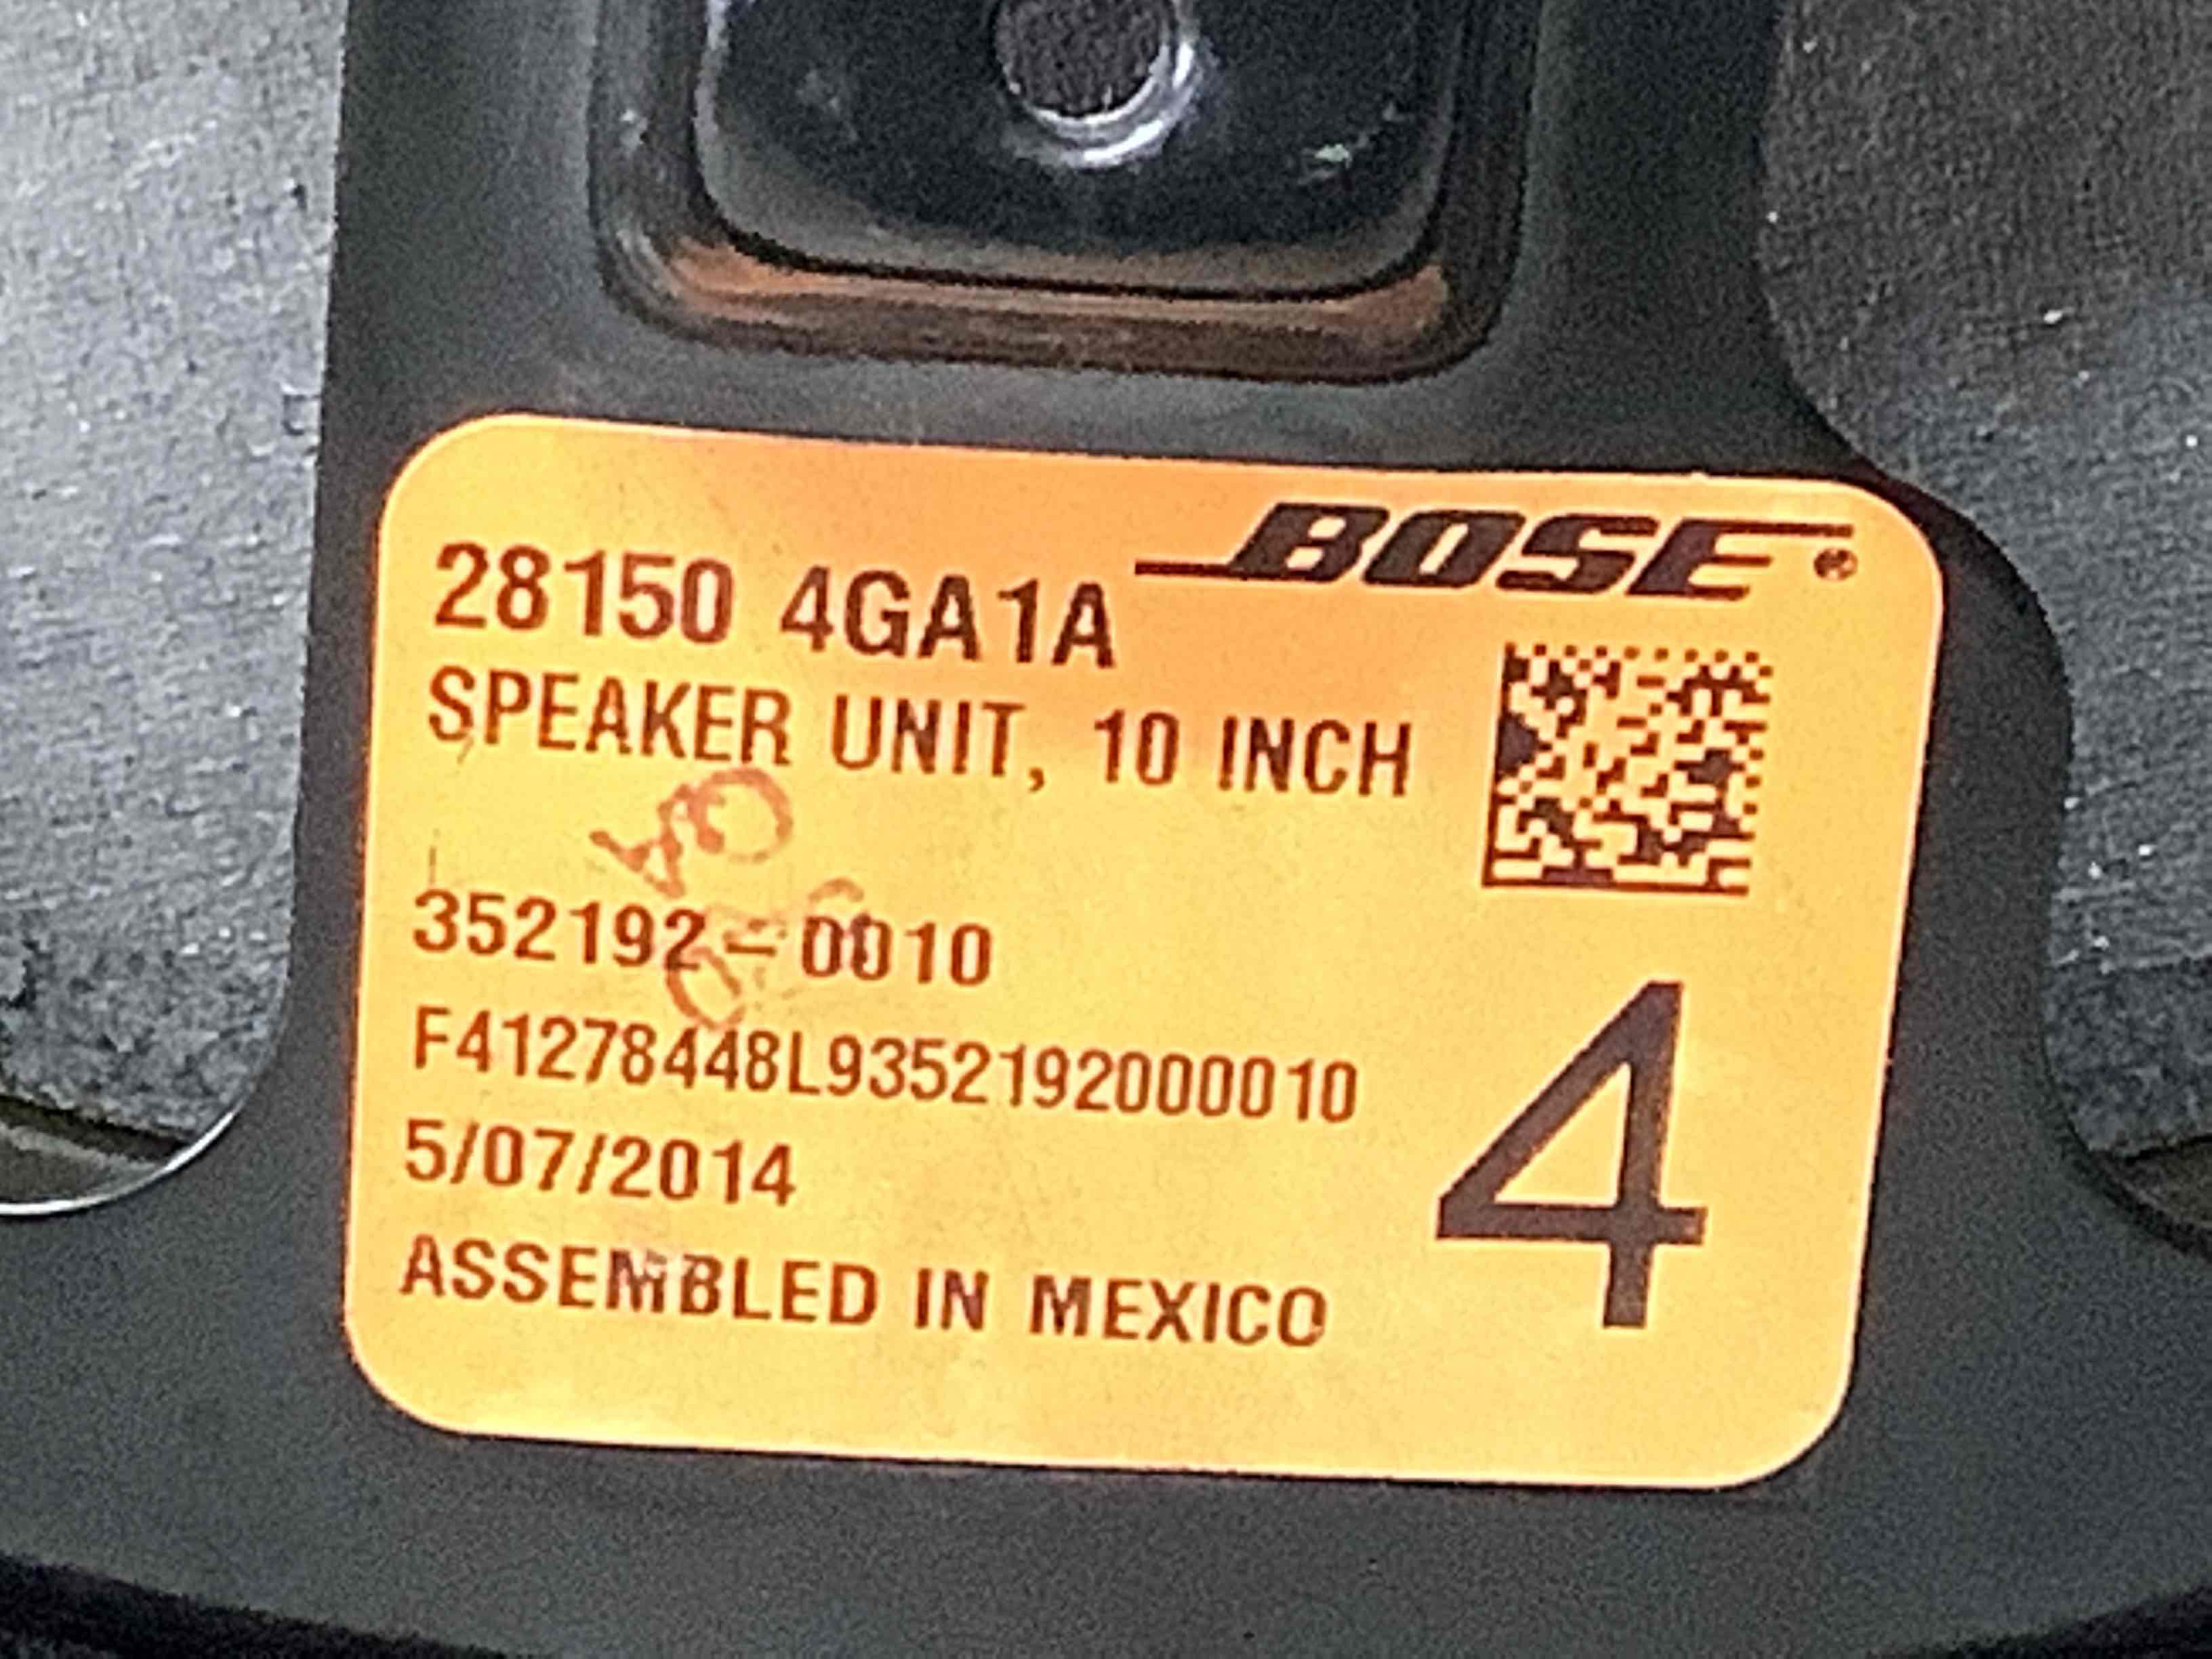 BOSE®
28150 4GA1A
SPEAKER UNIT, 10 INCH
352192-0010
F41278448L9352192000010
5/07/2014
ASSEMBLED IN MEXICO
4